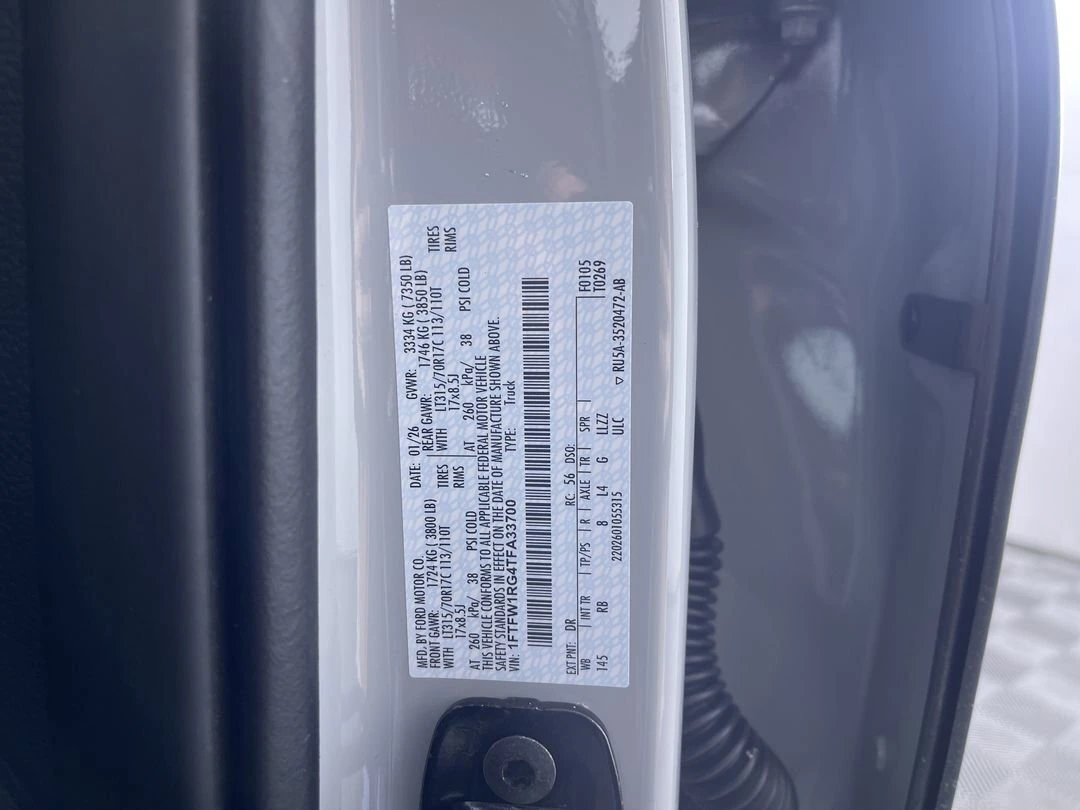 MFD. BY FORD MOTOR CO. DATE: 01/26 GVWR: 3334 KG ( 7350 LB)
FRONT GAWR: 1724 KG ( 3800 LB) REAR GAWR: 1746 KG ( 3850 LB)
WITH LT315/70R17C 113/110T TIRES WITH LT315/70R17C 113/110T TIRES
17x8.5J RIMS 17x8.5J RIMS
AT 260 kPa/ 38 PSI COLD AT 260 kPa/ 38 PSI COLD
THIS VEHICLE CONFORMS TO ALL APPLICABLE FEDERAL MOTOR VEHICLE
SAFETY STANDARDS IN EFFECT ON THE DATE OF MANUFACTURE SHOWN ABOVE.
VIN: 1FTFW1RG4TFA33700 TYPE: Truck
EXT PNT: DR RC: 56 DSO: F0105
WB INT TR TP/PS R AXLE TR SPR T0269
145 RB 8 L4 G LLZZ
2202601055315 ULC ▽ RU5A-3520472-AB